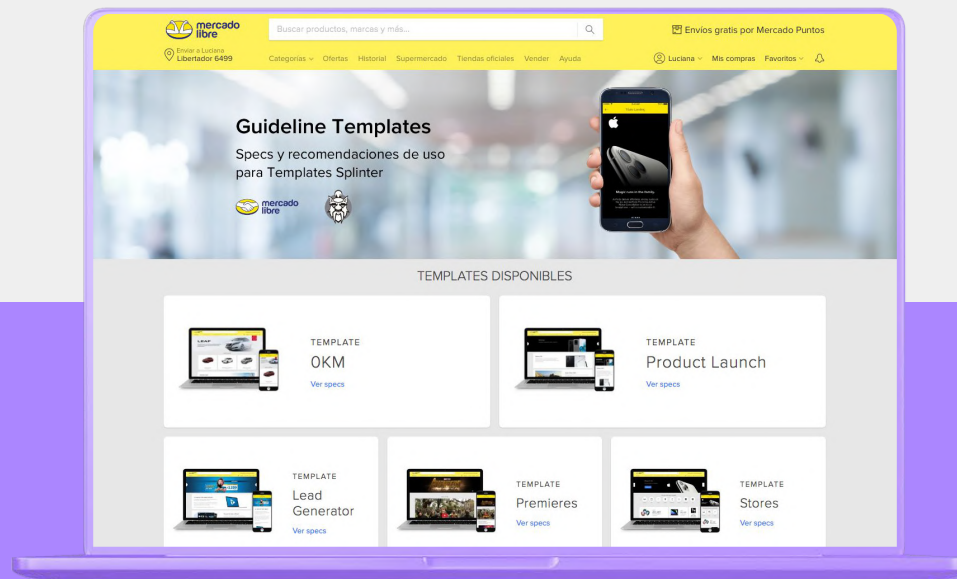 mercado
libre
Buscar productos, marcas y más...
Envíos gratis por Mercado Puntos
Enviar a Luciana
Libertador 6499
Categorías Ofertas Historial Supermercado Tiendas oficiales Vender Ayuda
Luciana Mis compras Favoritos
Guideline Templates
Specs y recomendaciones de uso
para Templates Splinter
mercado
libre
TEMPLATES DISPONIBLES
TEMPLATE
0KM
Ver specs
TEMPLATE
Product Launch
Ver specs
TEMPLATE
Lead
Generator
Ver specs
TEMPLATE
Premieres
Ver specs
TEMPLATE
Stores
Ver specs